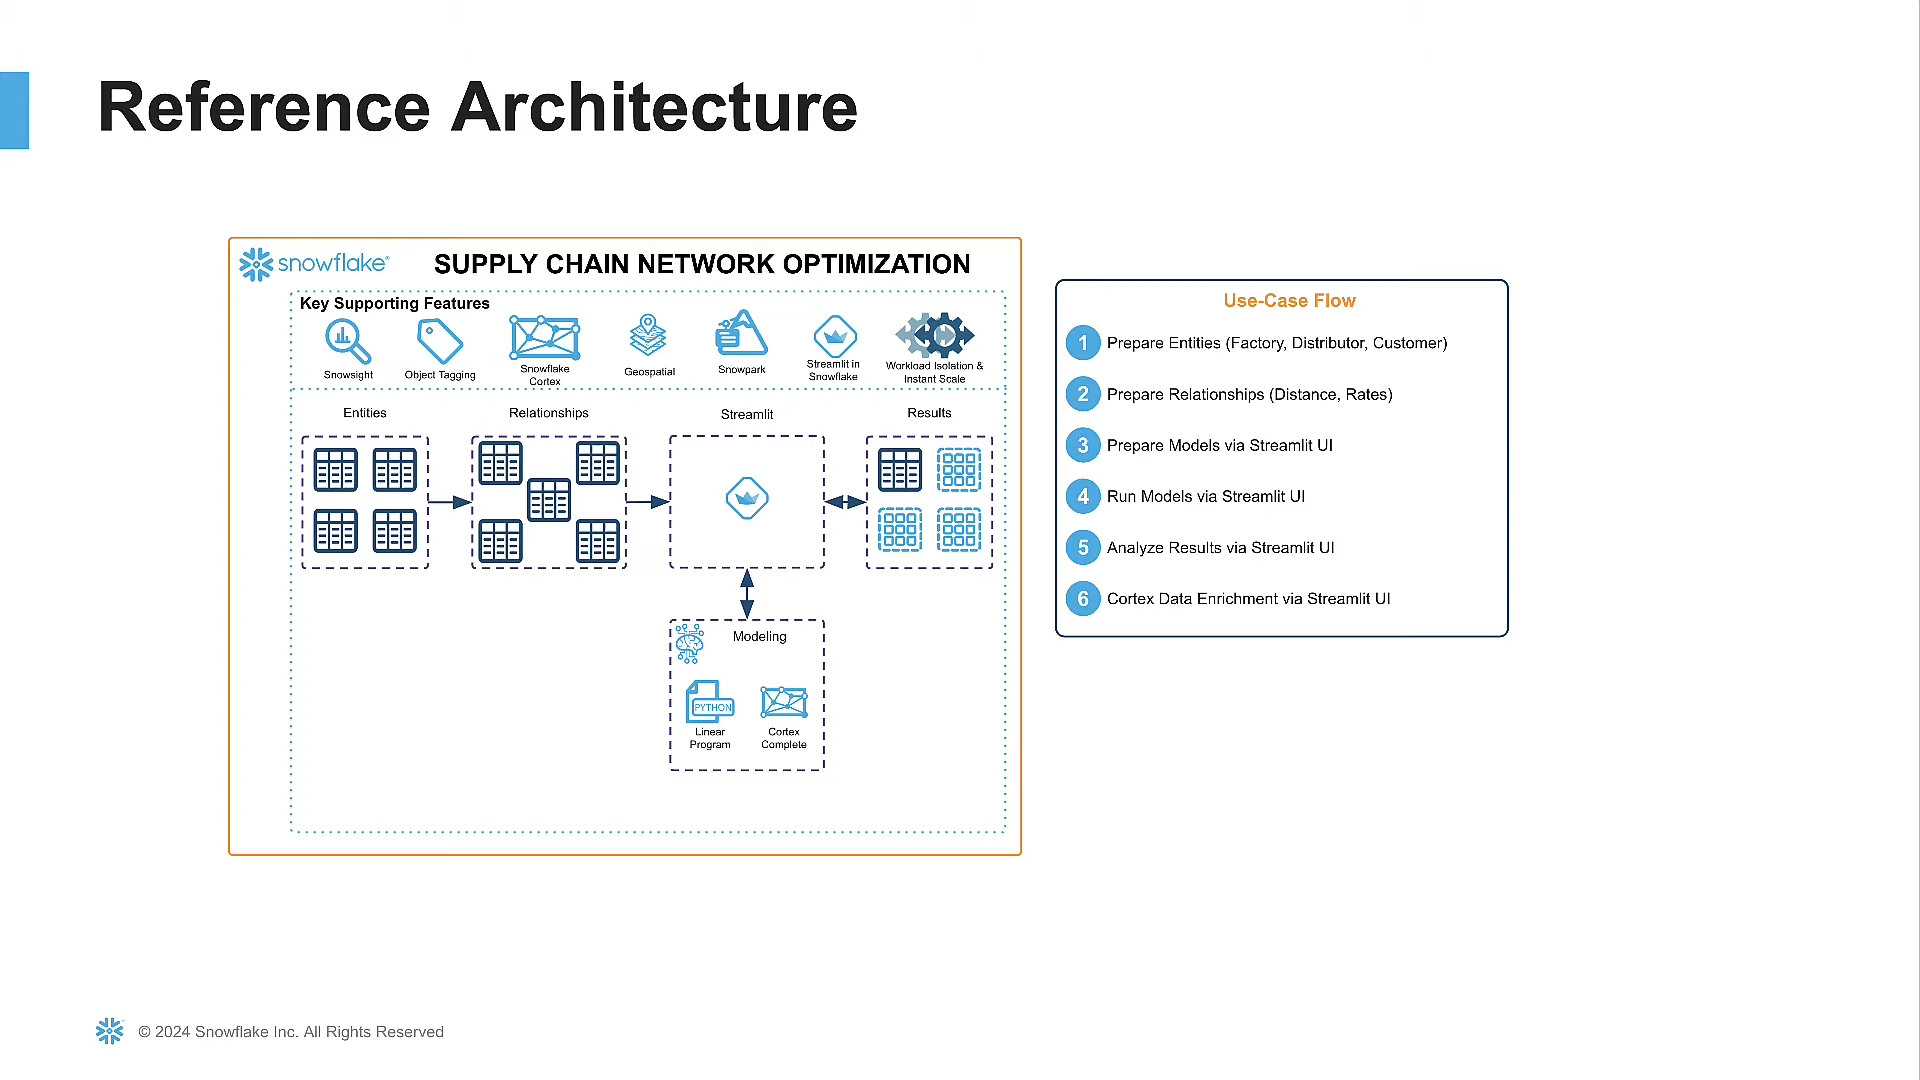 Reference Architecture
snowflake®
SUPPLY CHAIN NETWORK OPTIMIZATION
Key Supporting Features
Snowsight
Object Tagging
Snowflake
Cortex
Geospatial
Snowpark
Streamlit in
Snowflake
Workload Isolation &
Instant Scale
Entities
Relationships
Streamlit
Results
Modeling
PYTHON
Linear
Program
Cortex
Complete
Use-Case Flow
1 Prepare Entities (Factory, Distributor, Customer)
2 Prepare Relationships (Distance, Rates)
3 Prepare Models via Streamlit UI
4 Run Models via Streamlit UI
5 Analyze Results via Streamlit UI
6 Cortex Data Enrichment via Streamlit UI
© 2024 Snowflake Inc. All Rights Reserved